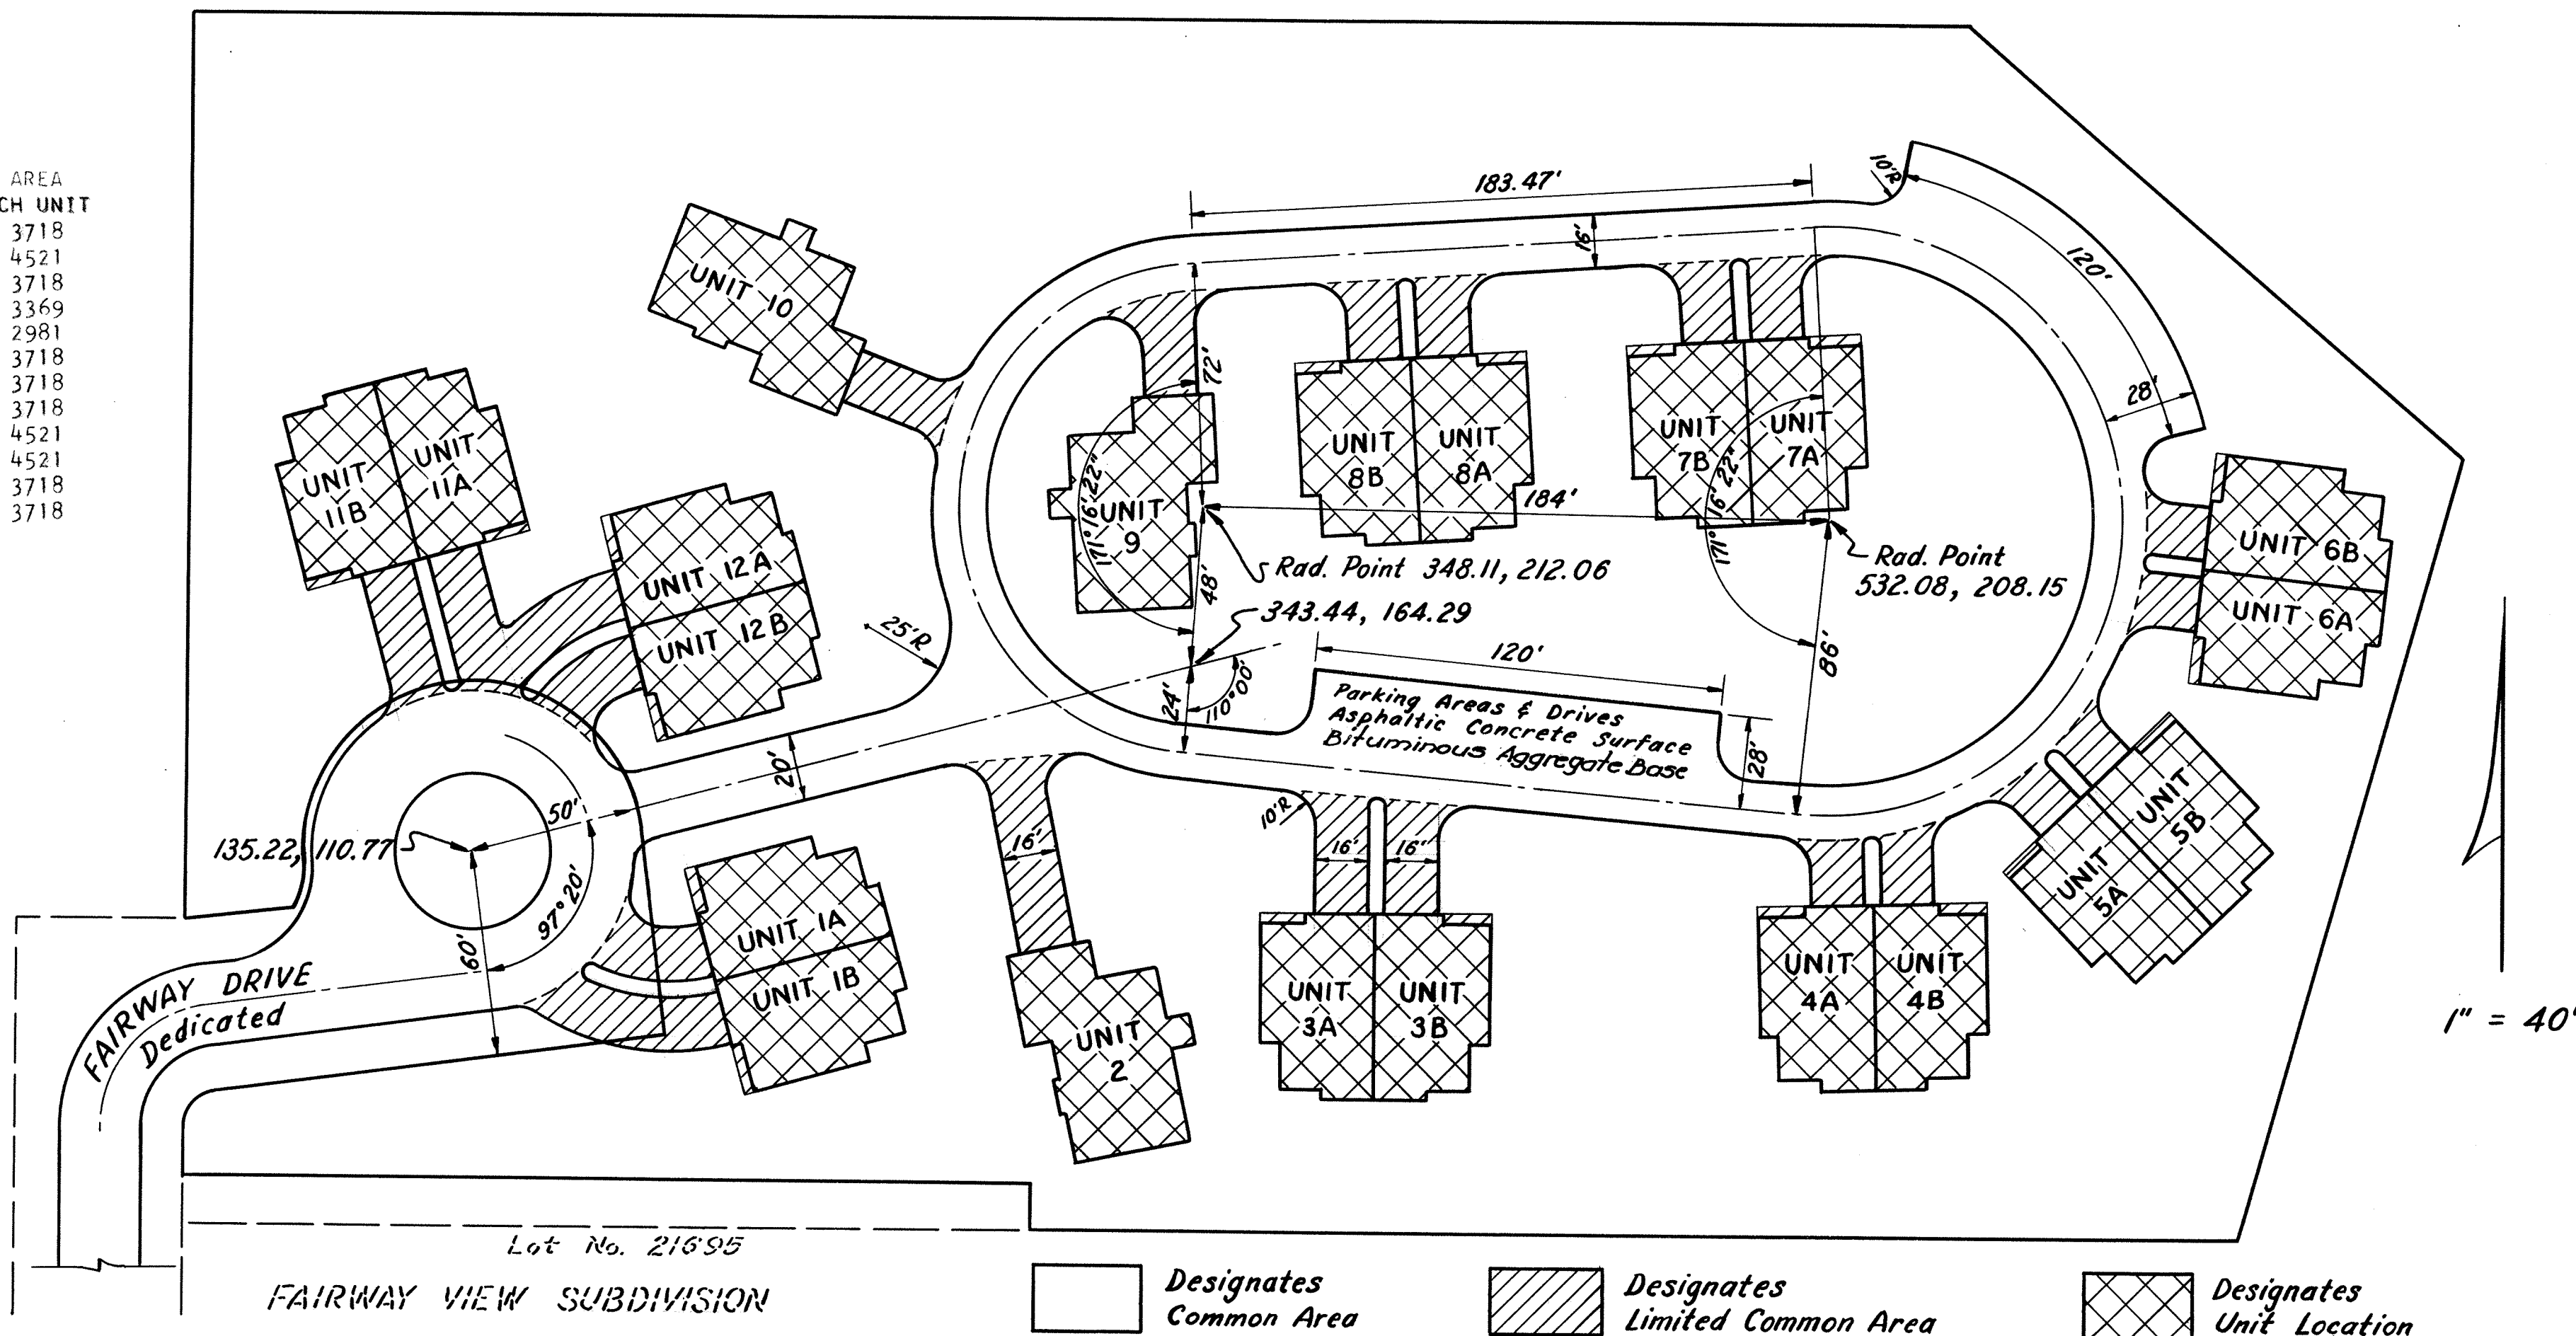 AREA
CH UNIT
3718
4521
3718
3369
2981
3718
3718
3718
4521
4521
3718
3718
183.47'
10'R
120'
16'
28'
UNIT 10
72'
UNIT
11A
UNIT
11B
UNIT
9
171° 16' 22"
UNIT
8B
UNIT
8A
UNIT
7B
UNIT
7A
171° 16' 22"
184'
UNIT 6B
UNIT 6A
UNIT 12A
UNIT 12B
25'R
Rad. Point 348.11, 212.06
Rad. Point
532.08, 208.15
48'
343.44, 164.29
120'
86'
24'
110°00'
Parking Areas & Drives
Asphaltic Concrete Surface
Bituminous Aggregate Base
28'
20'
50'
135.22, 110.77
97° 20'
60'
16'
10'R
16'
16'
UNIT
5B
UNIT
5A
UNIT 1A
UNIT 1B
UNIT
2
UNIT
3A
UNIT
3B
UNIT
4A
UNIT
4B
FAIRWAY DRIVE
Dedicated
1" = 40'
Lot No. 21695
FAIRWAY VIEW SUBDIVISION
Designates
Common Area
Designates
Limited Common Area
Designates
Unit Location